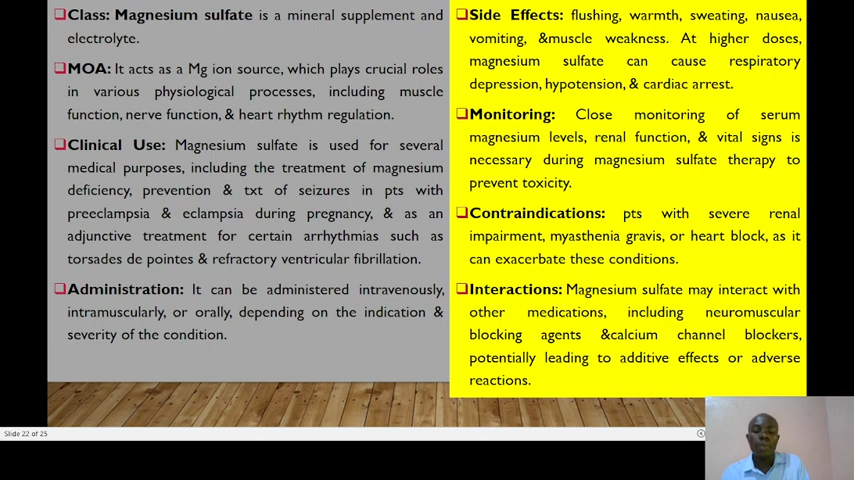 Class: Magnesium sulfate is a mineral supplement and
electrolyte.
MOA: It acts as a Mg ion source, which plays crucial roles
in various physiological processes, including muscle
function, nerve function, & heart rhythm regulation.
Clinical Use: Magnesium sulfate is used for several
medical purposes, including the treatment of magnesium
deficiency, prevention & txt of seizures in pts with
preeclampsia & eclampsia during pregnancy, & as an
adjunctive treatment for certain arrhythmias such as
torsades de pointes & refractory ventricular fibrillation.
Administration: It can be administered intravenously,
intramuscularly, or orally, depending on the indication &
severity of the condition.
Side Effects: flushing, warmth, sweating, nausea,
vomiting, &muscle weakness. At higher doses,
magnesium sulfate can cause respiratory
depression, hypotension, & cardiac arrest.
Monitoring: Close monitoring of serum
magnesium levels, renal function, & vital signs is
necessary during magnesium sulfate therapy to
prevent toxicity.
Contraindications: pts with severe renal
impairment, myasthenia gravis, or heart block, as it
can exacerbate these conditions.
Interactions: Magnesium sulfate may interact with
other medications, including neuromuscular
blocking agents &calcium channel blockers,
potentially leading to additive effects or adverse
reactions.
Slide 22 of 25